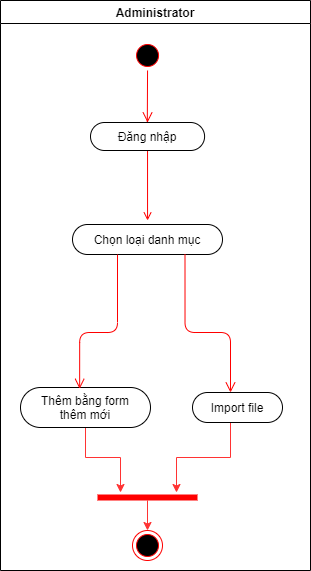 Administrator
Đăng nhập
Chọn loại danh mục
Thêm bằng form
thêm mới
Import file